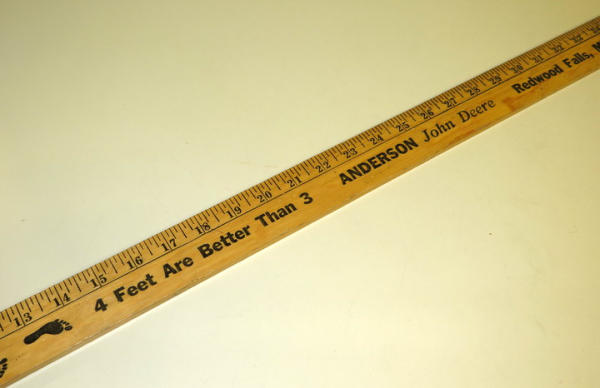 13 14 15 16 17 18 19 20 21 22 23 24 25 26 27 28 29 30 31 32 33
4 Feet Are Better Than 3 ANDERSON John Deere Redwood Falls,